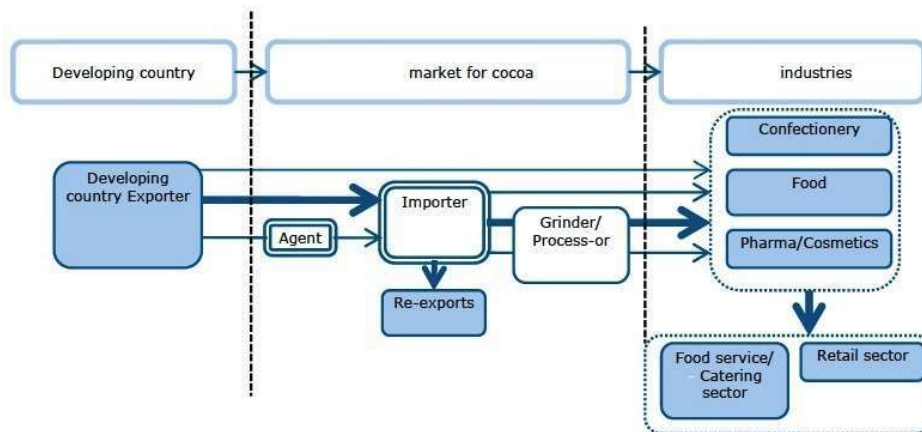 Developing country
market for cocoa
industries
Confectionery
Developing
country Exporter
Food
Importer
Grinder/
Process-or
Agent
Pharma/Cosmetics
Re-exports
Food service/
Catering
sector
Retail sector